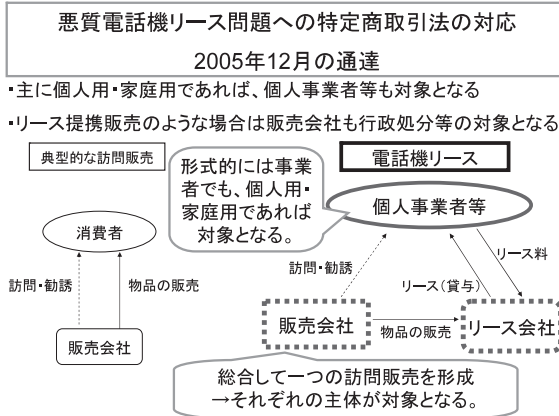 悪質電話機リース問題への特定商取引法の対応
2005年12月の通達
・主に個人用・家庭用であれば、個人事業者等も対象となる
・リース提携販売のような場合は販売会社も行政処分等の対象となる
典型的な訪問販売
電話機リース
形式的には事業
者でも、個人用・
家庭用であれば
対象となる。
個人事業者等
消費者
訪問・勧誘
物品の販売
販売会社
訪問・勧誘
リース料
リース(貸与)
販売会社
物品の販売
リース会社
総合して一つの訪問販売を形成
→それぞれの主体が対象となる。